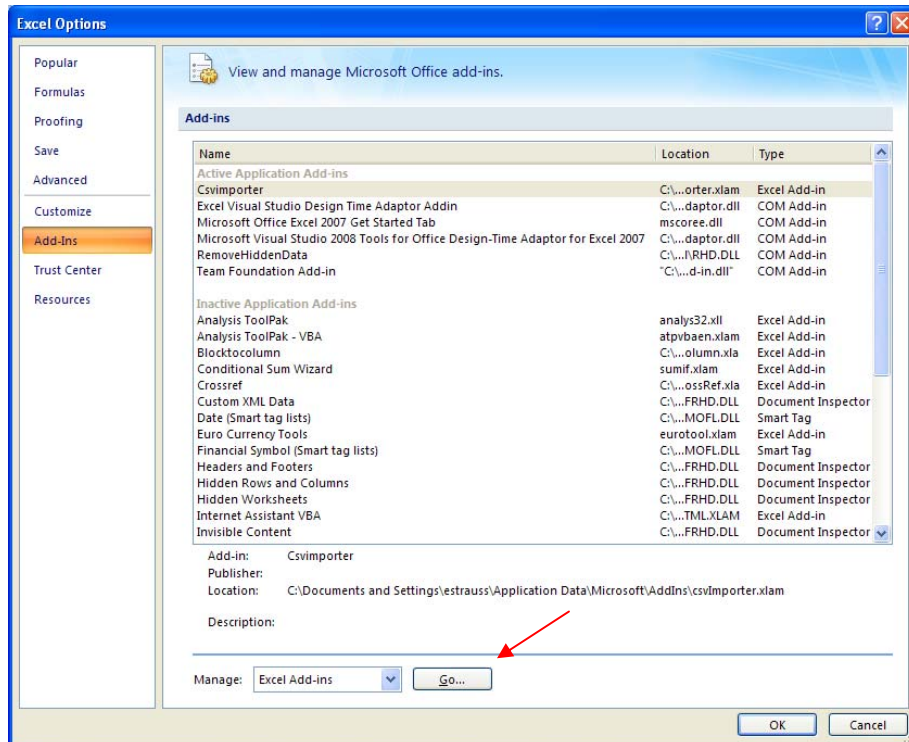 Excel Options
Popular
Formulas
Proofing
Save
Advanced
Customize
Add-Ins
Trust Center
Resources
View and manage Microsoft Office add-ins.
Add-ins
Name Location Type
Active Application Add-ins
Csvimporter C:\...orter.xlam Excel Add-in
Excel Visual Studio Design Time Adaptor Addin C:\...daptor.dll COM Add-in
Microsoft Office Excel 2007 Get Started Tab mscoree.dll COM Add-in
Microsoft Visual Studio 2008 Tools for Office Design-Time Adaptor for Excel 2007 C:\...daptor.dll COM Add-in
RemoveHiddenData C:\...I\RHD.DLL COM Add-in
Team Foundation Add-in "C:\...d-in.dll" COM Add-in
Inactive Application Add-ins
Analysis ToolPak analys32.xll Excel Add-in
Analysis ToolPak - VBA atpvbaen.xlam Excel Add-in
Blocktocolumn C:\...olumn.xla Excel Add-in
Conditional Sum Wizard sumif.xlam Excel Add-in
Crossref C:\...ossRef.xla Excel Add-in
Custom XML Data C:\...FRHD.DLL Document Inspector
Date (Smart tag lists) C:\...MOFL.DLL Smart Tag
Euro Currency Tools eurotool.xlam Excel Add-in
Financial Symbol (Smart tag lists) C:\...MOFL.DLL Smart Tag
Headers and Footers C:\...FRHD.DLL Document Inspector
Hidden Rows and Columns C:\...FRHD.DLL Document Inspector
Hidden Worksheets C:\...FRHD.DLL Document Inspector
Internet Assistant VBA C:\...TML.XLAM Excel Add-in
Invisible Content C:\...FRHD.DLL Document Inspector
Add-in: Csvimporter
Publisher:
Location: C:\Documents and Settings\estrauss\Application Data\Microsoft\AddIns\csvImporter.xlam
Description:
Manage: Excel Add-ins Go...
OK Cancel